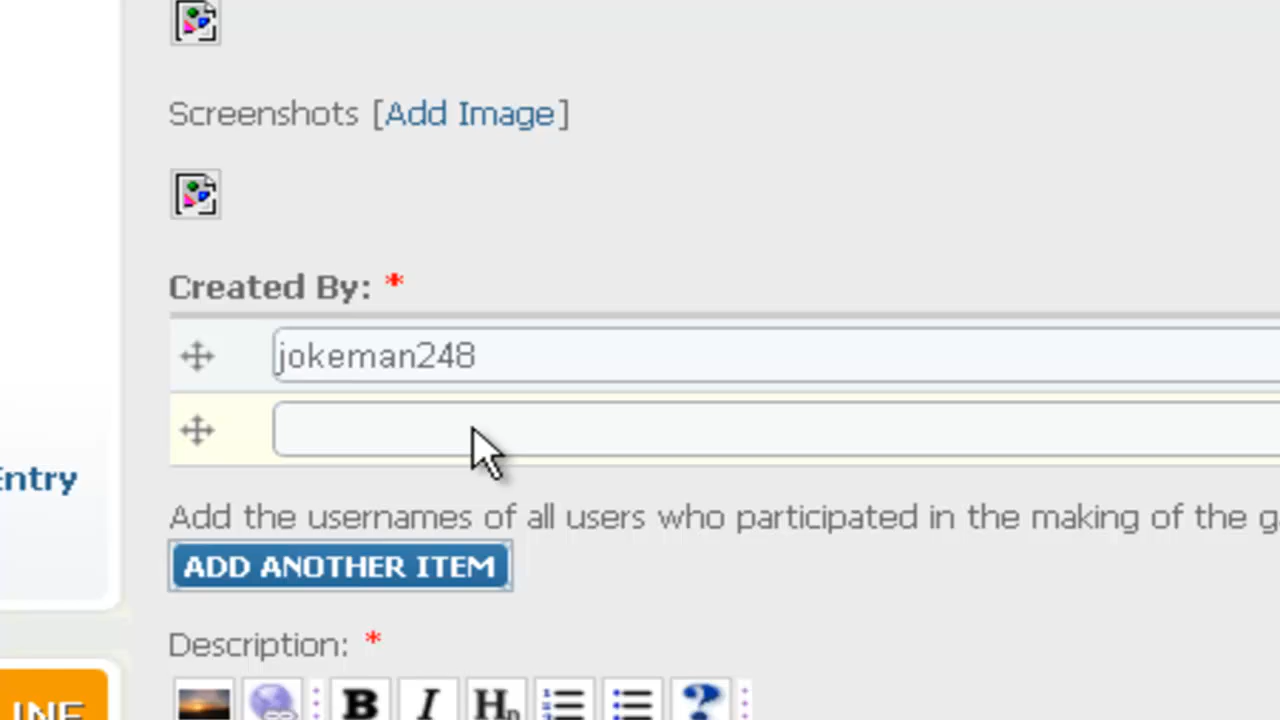 Screenshots [Add Image]
Created By: *
jokeman248
Entry
Add the usernames of all users who participated in the making of the
ADD ANOTHER ITEM
Description: *
B I H